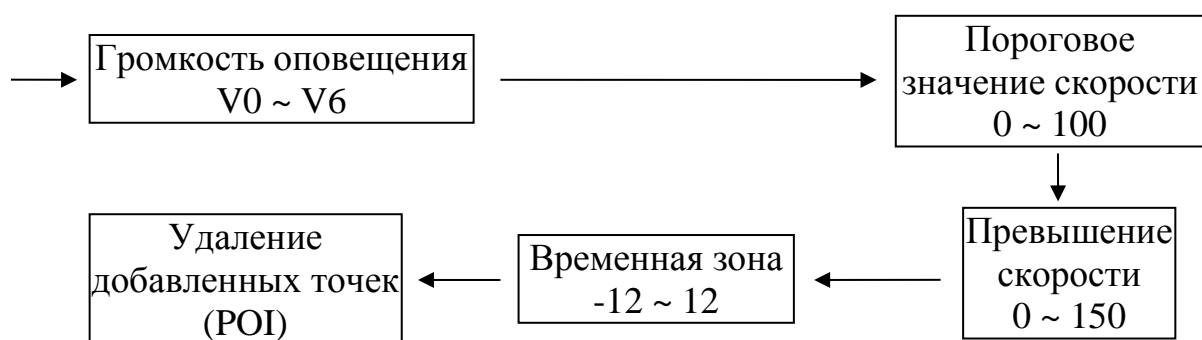 Громкость оповещения
V0 ~ V6
Пороговое
значение скорости
0 ~ 100
Превышение
скорости
0 ~ 150
Временная зона
-12 ~ 12
Удаление
добавленных точек
(POI)